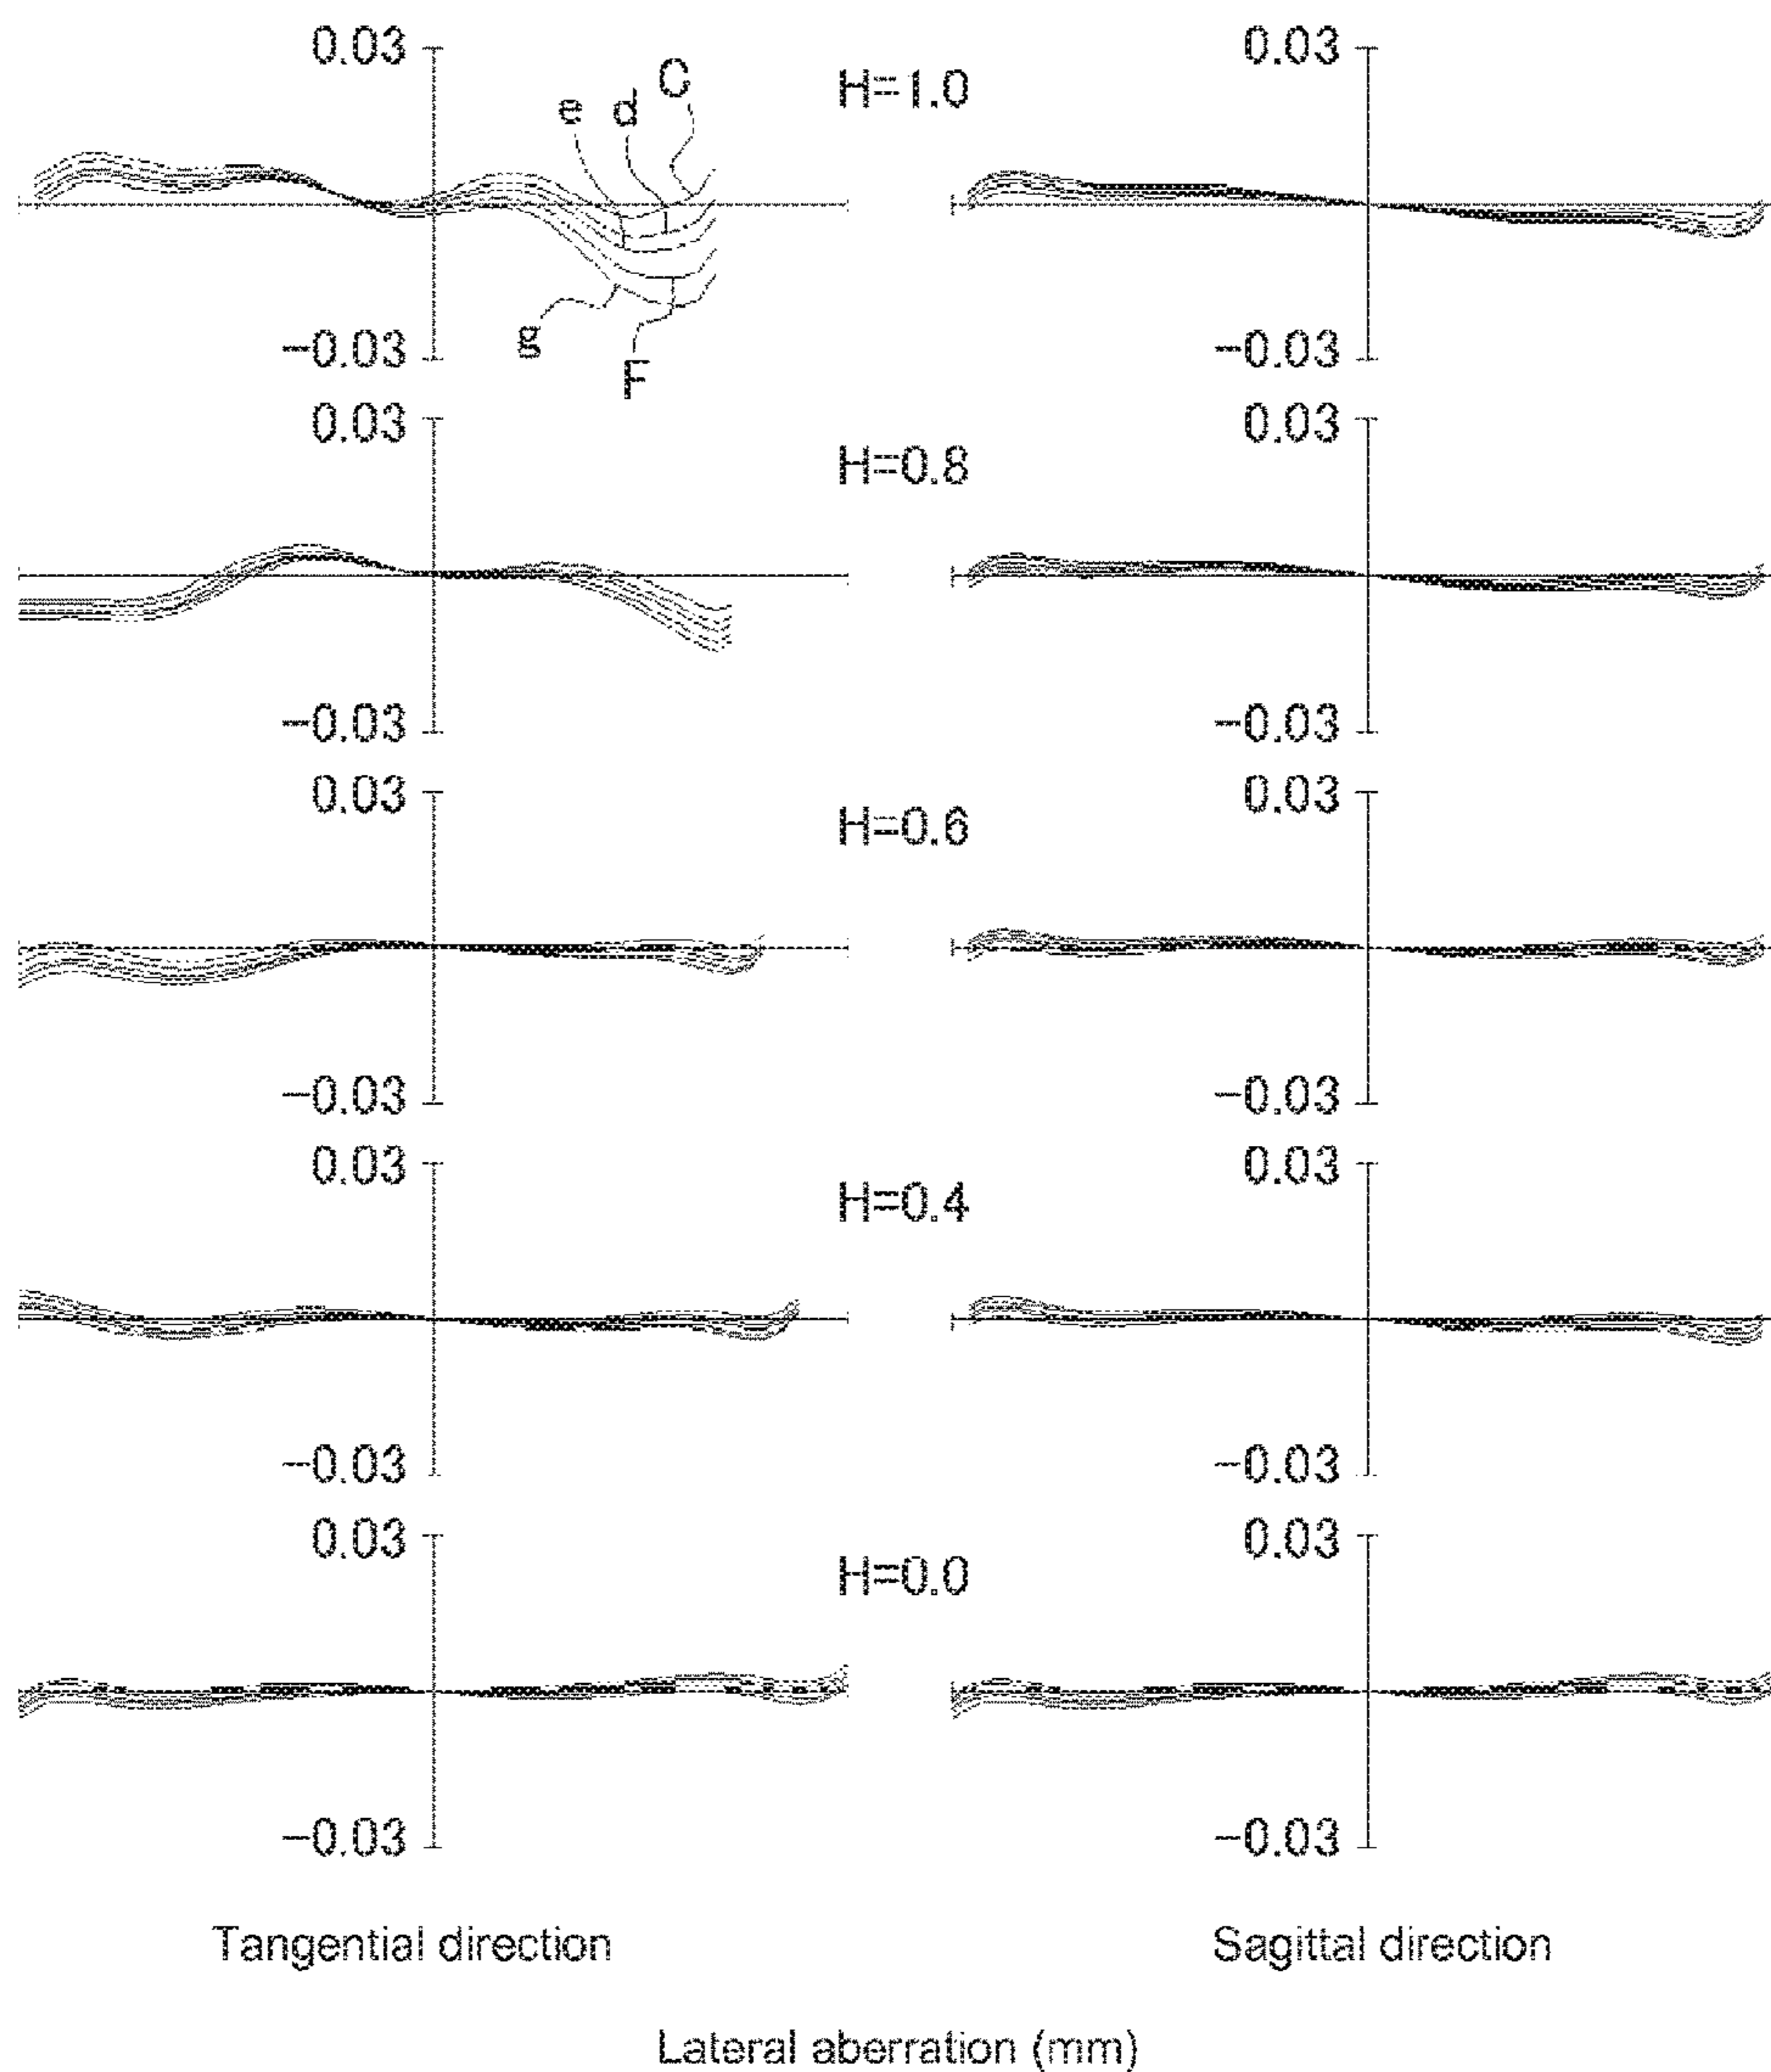 0.03
0.03
C
H=1.0
e
d
g
−0.03
−0.03
F
0.03
0.03
H=0.8
−0.03
−0.03
0.03
0.03
H=0.6
−0.03
−0.03
0.03
0.03
H=0.4
−0.03
−0.03
0.03
0.03
H=0.0
−0.03
−0.03
Tangential direction
Sagittal direction
Lateral aberration (mm)